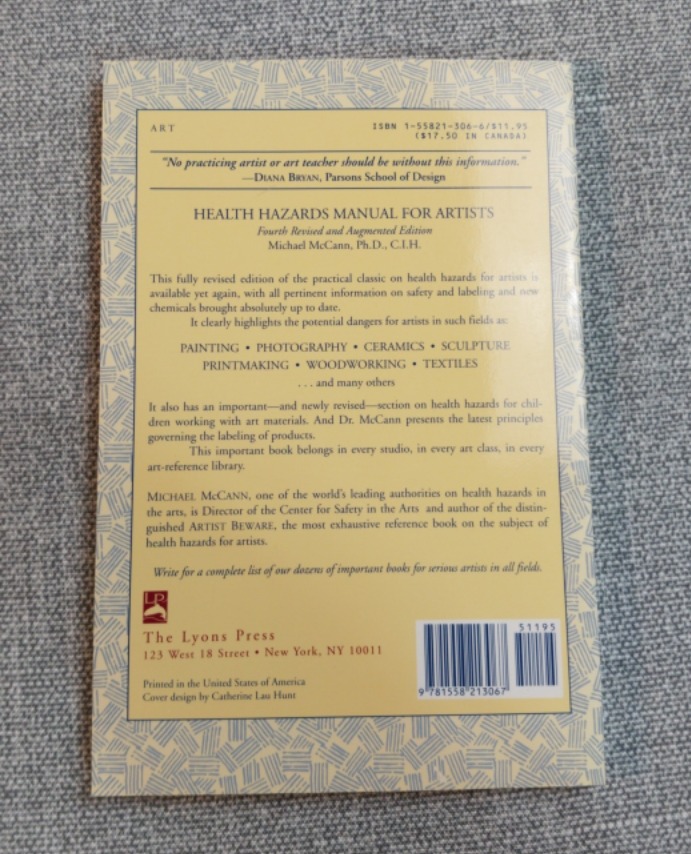 ART
ISBN 1-55821-306-6/$11.95
($17.50 IN CANADA)
"No practicing artist or art teacher should be without this information."
—DIANA BRYAN, Parsons School of Design
HEALTH HAZARDS MANUAL FOR ARTISTS
Fourth Revised and Augmented Edition
Michael McCann, Ph.D., C.I.H.
This fully revised edition of the practical classic on health hazards for artists is
available yet again, with all pertinent information on safety and labeling and new
chemicals brought absolutely up to date.
It clearly highlights the potential dangers for artists in such fields as:
PAINTING • PHOTOGRAPHY • CERAMICS • SCULPTURE
PRINTMAKING • WOODWORKING • TEXTILES
. . . and many others
It also has an important—and newly revised—section on health hazards for chil-
dren working with art materials. And Dr. McCann presents the latest principles
governing the labeling of products.
This important book belongs in every studio, in every art class, in every
art-reference library.
MICHAEL MCCANN, one of the world's leading authorities on health hazards in
the arts, is Director of the Center for Safety in the Arts and author of the distin-
guished ARTIST BEWARE, the most exhaustive reference book on the subject of
health hazards for artists.
Write for a complete list of our dozens of important books for serious artists in all fields.
LP
The Lyons Press
123 West 18 Street • New York, NY 10011
Printed in the United States of America
Cover design by Catherine Lau Hunt
51195
9 781558 213067